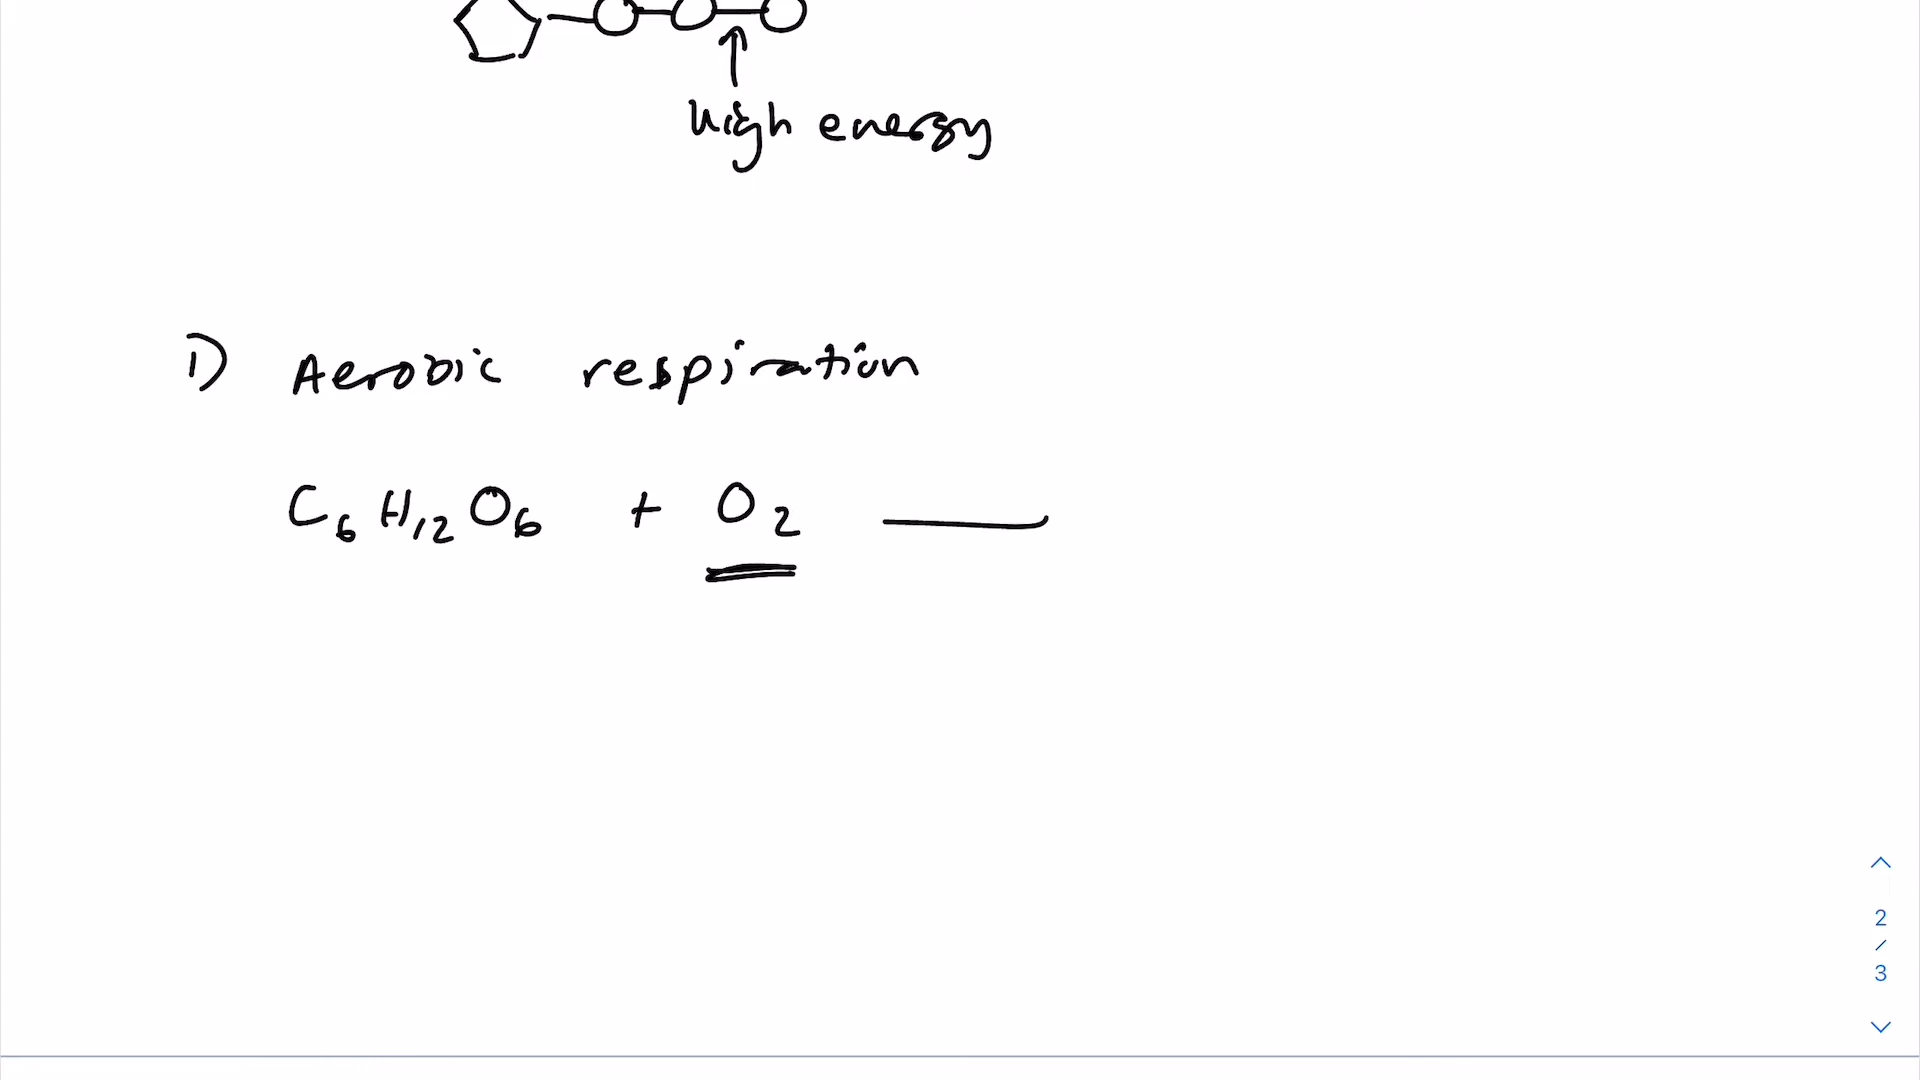 High energy
1) Aerobic respiration
C₆H₁₂O₆ + O₂
2
/
3